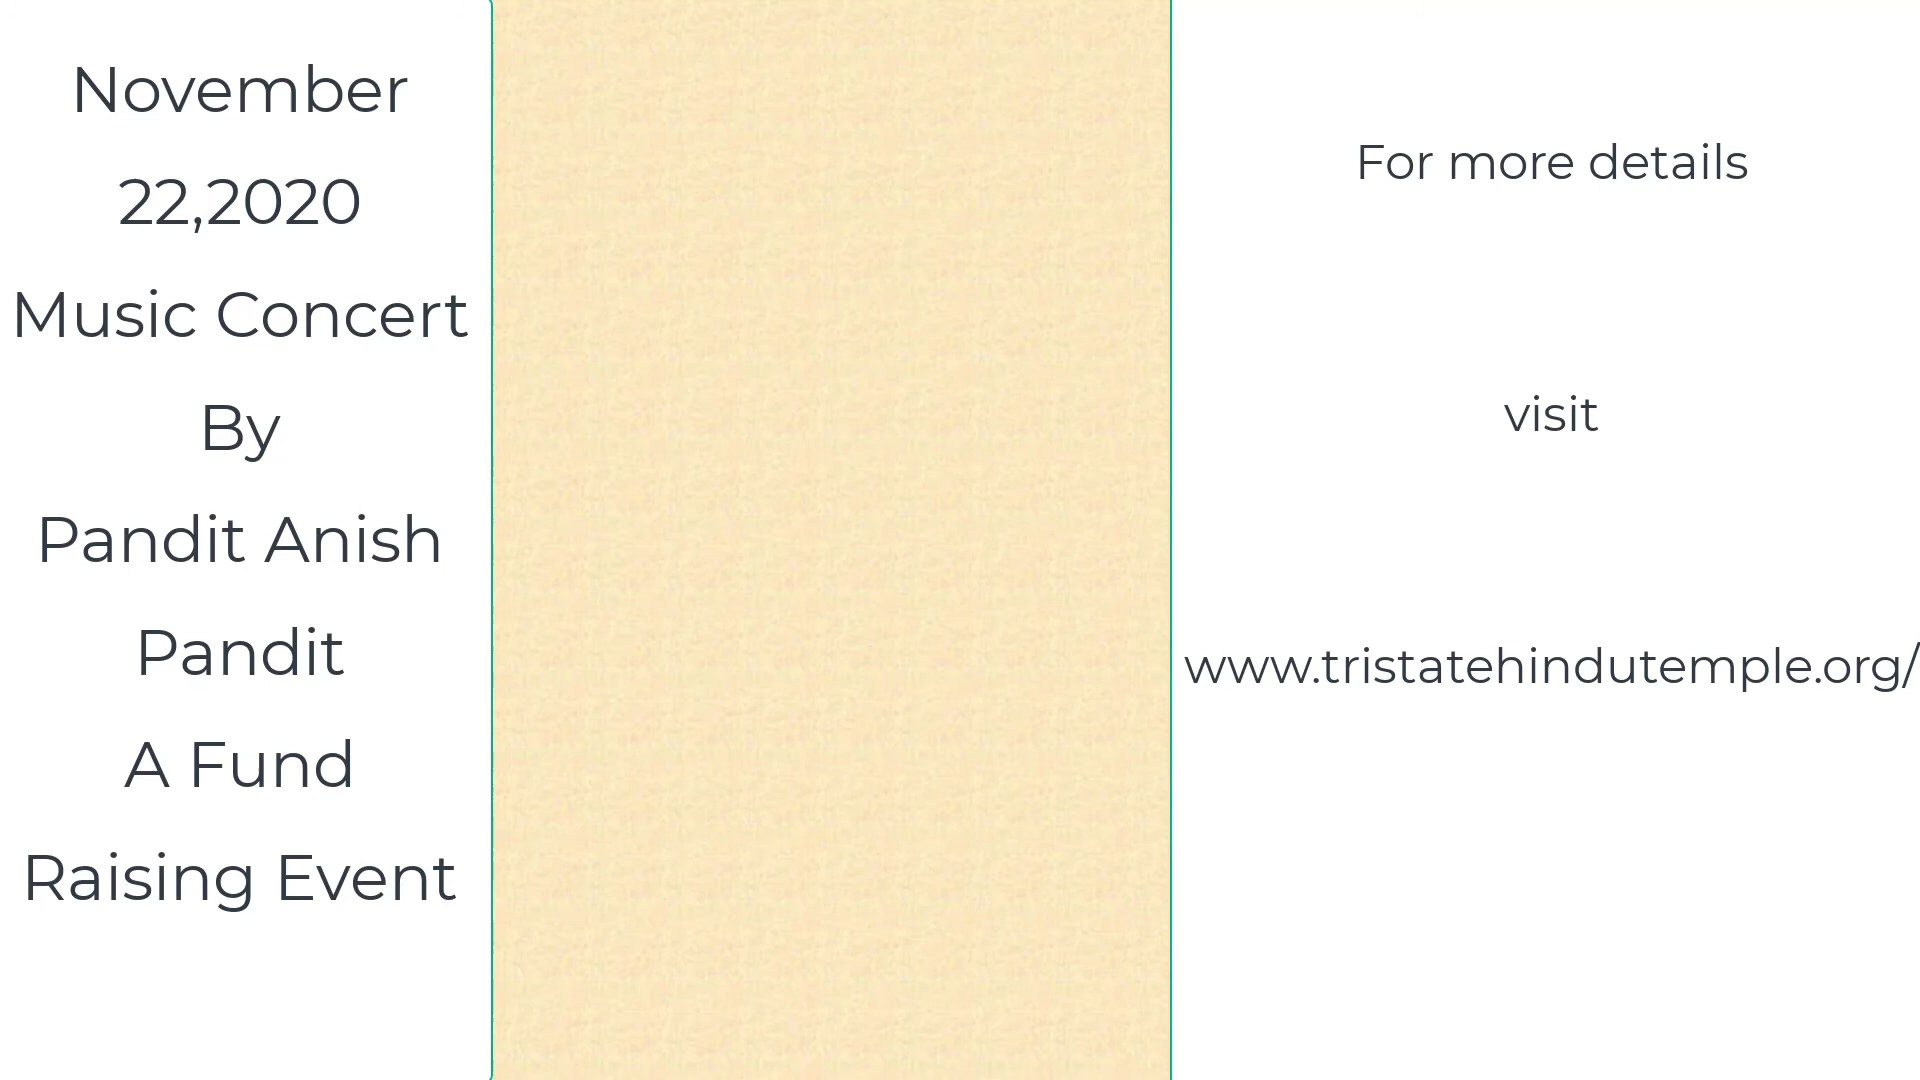 November
22,2020
Music Concert
By
Pandit Anish
Pandit
A Fund
Raising Event
For more details
visit
www.tristatehindutemple.org/